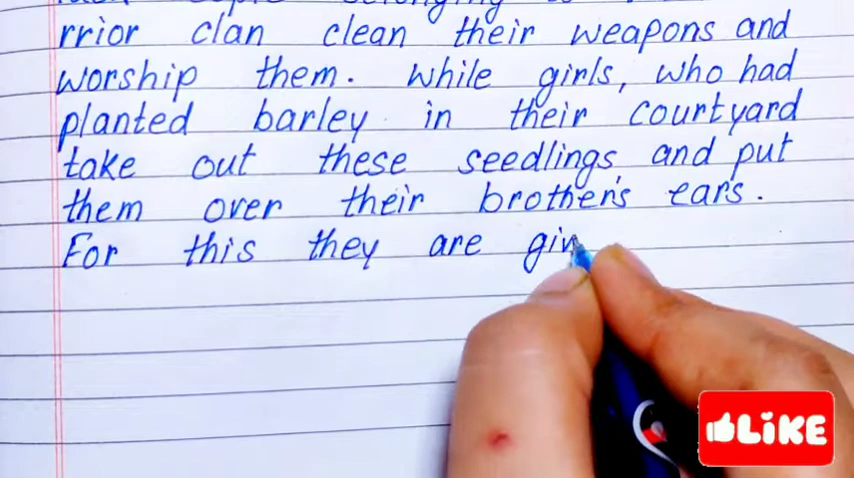 rrior clan clean their weapons and
worship them. While girls, who had
planted barley in their courtyard
take out these seedlings, and put
them over their brother's ears.
For this they are giv
LIKE